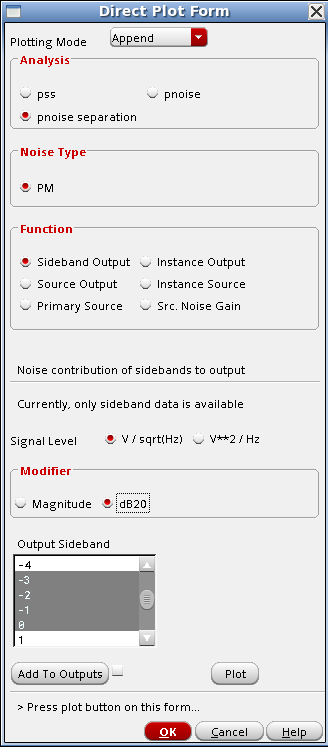 Direct Plot Form
Plotting Mode Append
Analysis
pss pnoise
pnoise separation
Noise Type
PM
Function
Sideband Output Instance Output
Source Output Instance Source
Primary Source Src. Noise Gain
Noise contribution of sidebands to output
Currently, only sideband data is available
Signal Level V / sqrt(Hz) V**2 / Hz
Modifier
Magnitude dB20
Output Sideband
-4
-3
-2
-1
0
1
Add To Outputs Plot
> Press plot button on this form...
OK Cancel Help